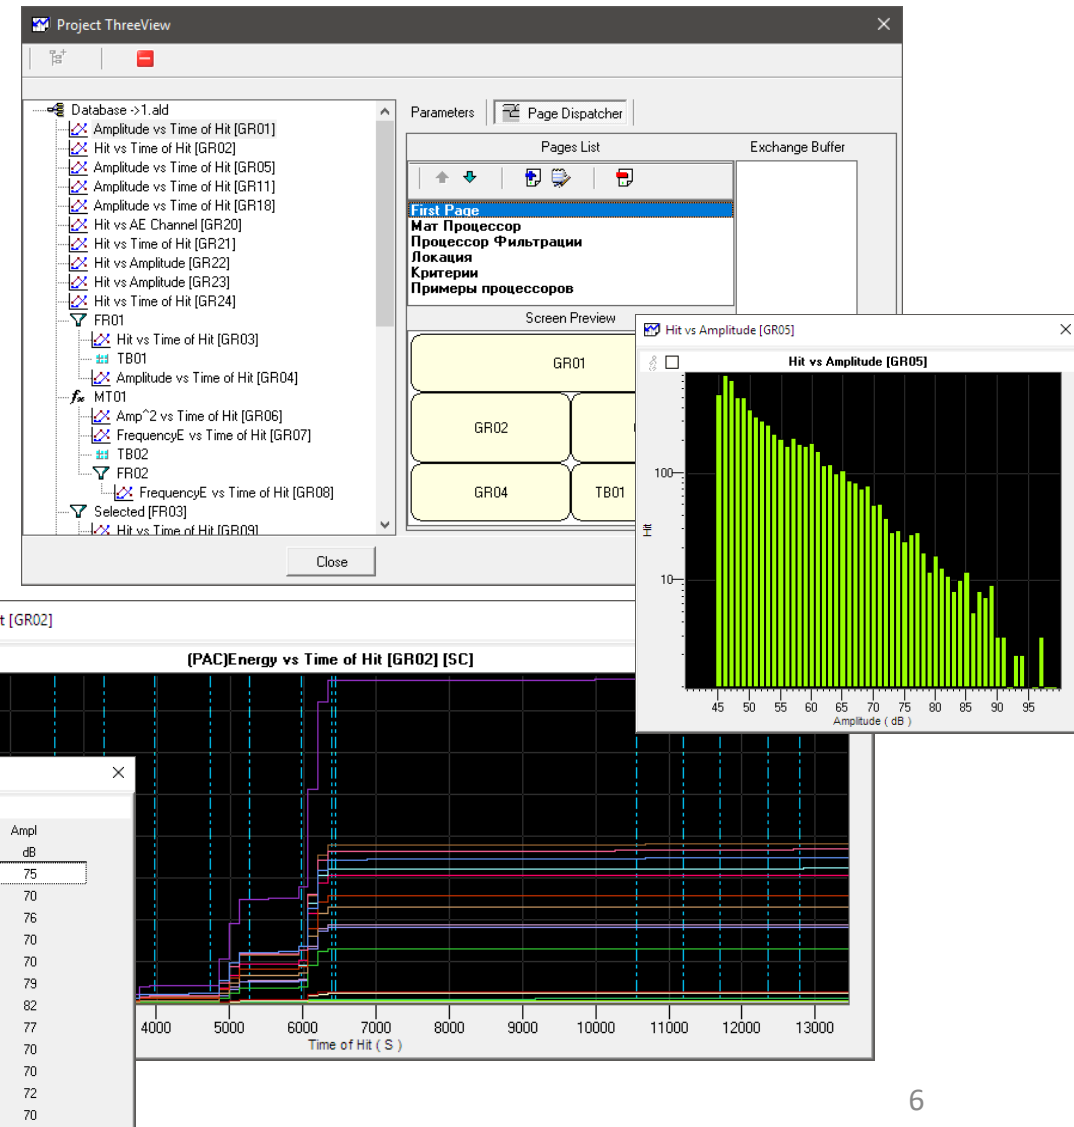 Project ThreeView
Database ->1.ald
Amplitude vs Time of Hit [GR01]
Hit vs Time of Hit [GR02]
Amplitude vs Time of Hit [GR05]
Amplitude vs Time of Hit [GR11]
Amplitude vs Time of Hit [GR18]
Hit vs AE Channel [GR20]
Hit vs Time of Hit [GR21]
Hit vs Amplitude [GR22]
Hit vs Amplitude [GR23]
Hit vs Time of Hit [GR24]
FR01
Hit vs Time of Hit [GR03]
TB01
Amplitude vs Time of Hit [GR04]
fx MT01
Amp^2 vs Time of Hit [GR06]
FrequencyE vs Time of Hit [GR07]
TB02
FR02
FrequencyE vs Time of Hit [GR08]
Selected [FR03]
Hit vs Time of Hit [GR09]
Parameters
Page Dispatcher
Pages List
Exchange Buffer
First Page
Мат Процессор
Процессор Фильтрации
Локация
Критерии
Примеры процессоров
Screen Preview
GR01
GR02
GR04
TB01
Close
Hit vs Amplitude [GR05]
Hit vs Amplitude [GR05]
100
Hit
10
45 50 55 60 65 70 75 80 85 90 95
Amplitude ( dB )
t [GR02]
(PAC)Energy vs Time of Hit [GR02] [SC]
4000 5000 6000 7000 8000 9000 10000 11000 12000 13000
Time of Hit ( S )
Ampl
dB
75
70
76
70
70
79
82
77
70
70
72
70
6